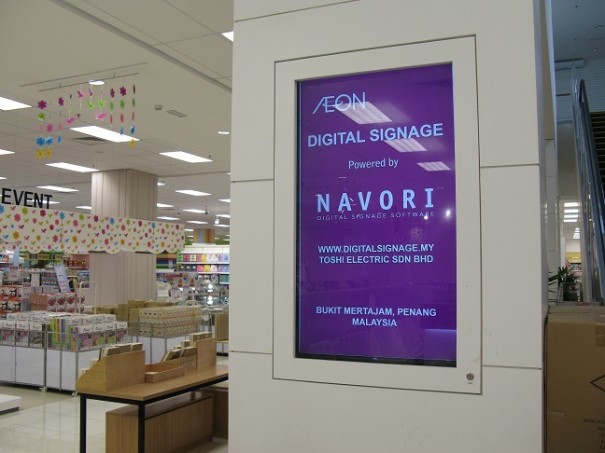 EVENT
ÆON
DIGITAL SIGNAGE
Powered by
NAVORI
DIGITAL SIGNAGE SOFTWARE
WWW.DIGITALSIGNAGE.MY
TOSHI ELECTRIC SDN BHD
BUKIT MERTAJAM, PENANG
MALAYSIA